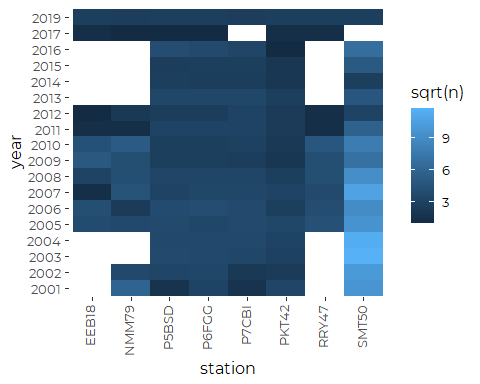 2019
2017
2016
2015
2014
2013
2012
2011
2010
2009
2008
2007
2006
2005
2004
2003
2002
2001
year
EEB18
NMM79
P5BSD
P6FGG
P7CBI
PKT42
RRY47
SMT50
station
sqrt(n)
9
6
3